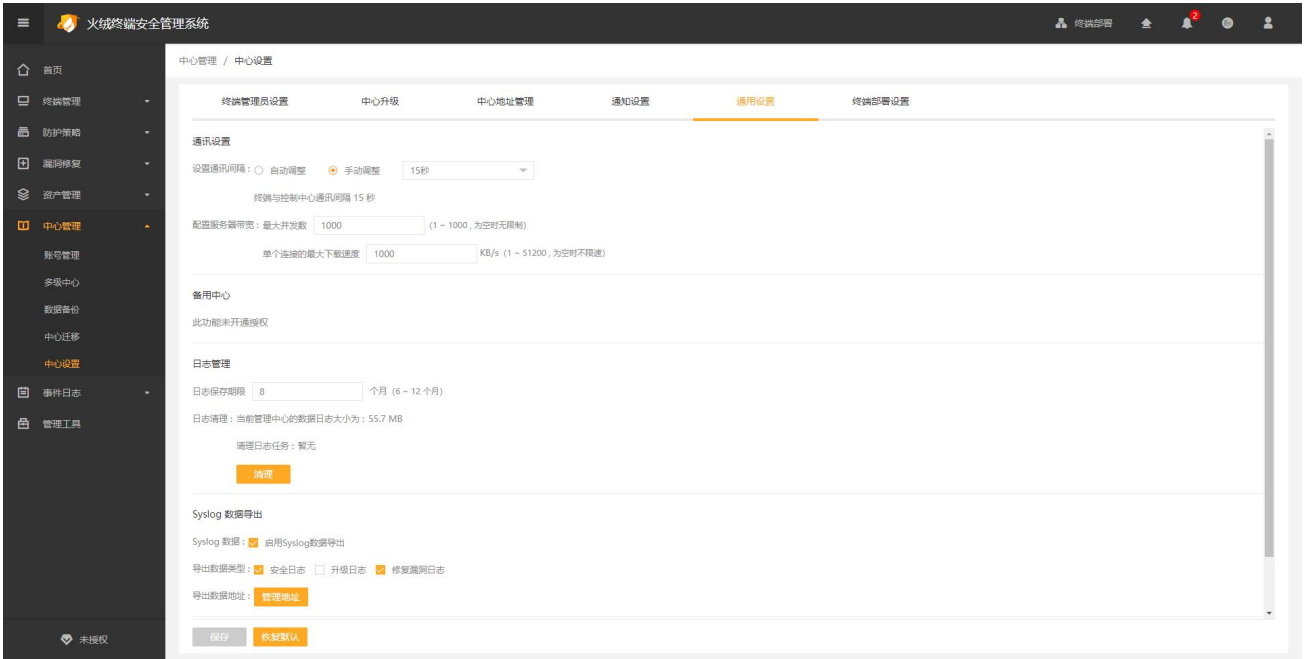 火绒终端安全管理系统
终端部署
2
首页
终端管理
防护策略
漏洞修复
资产管理
中心管理
账号管理
多级中心
数据备份
中心迁移
中心设置
事件日志
管理工具
未授权
中心管理 / 中心设置
终端管理员设置 中心升级 中心地址管理 通知设置 通用设置 终端部署设置
通讯设置
设置通讯间隔: 自动调整 手动调整 15秒
终端与控制中心通讯间隔 15 秒
配置服务器带宽: 最大并发数 1000 (1 ~ 1000 , 为空时无限制)
单个连接的最大下载速度 1000 KB/s (1 ~ 51200 , 为空时不限速)
备用中心
此功能未开通授权
日志管理
日志保存期限 8 个月 (6 ~ 12 个月)
日志清理: 当前管理中心的数据日志大小为: 55.7 MB
清理日志任务: 暂无
清理
Syslog 数据导出
Syslog 数据: 启用Syslog数据导出
导出数据类型: 安全日志 升级日志 修复漏洞日志
导出数据地址: 管理地址
保存 恢复默认